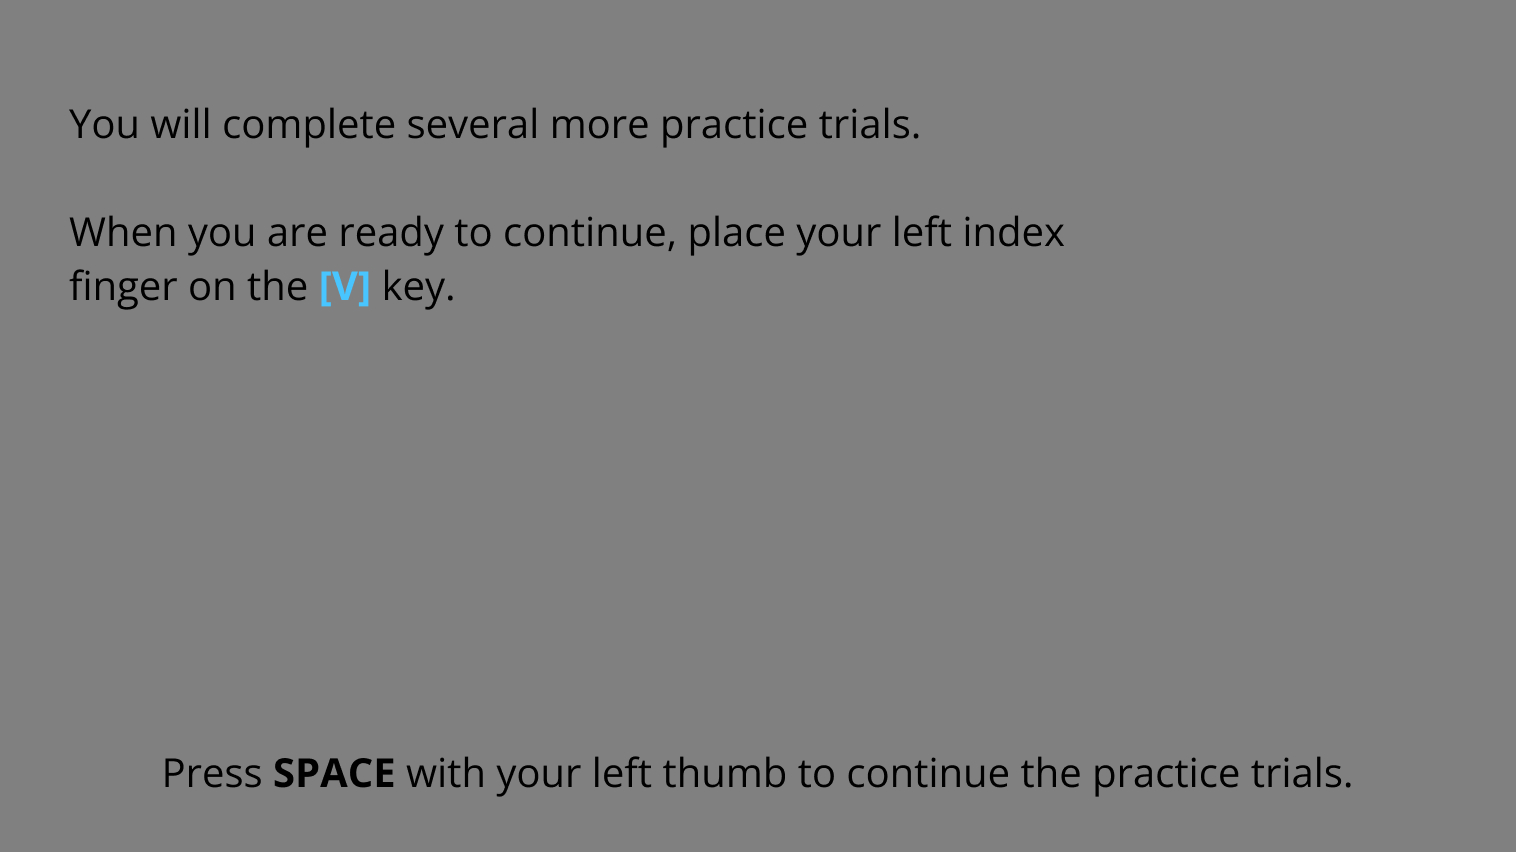 You will complete several more practice trials.
When you are ready to continue, place your left index
finger on the [V] key.
Press SPACE with your left thumb to continue the practice trials.